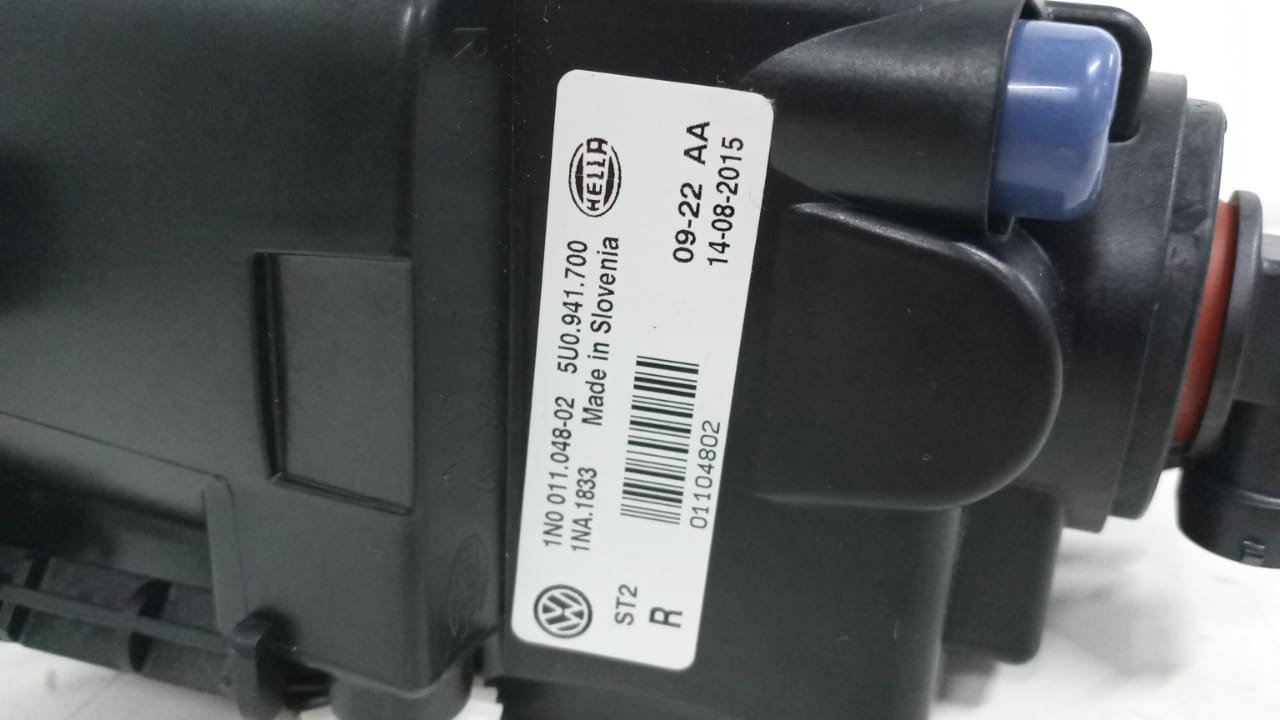 HELLA
1N0 011.048-02 5U0.941.700
1NA.1833 Made in Slovenia
09-22 AA
14-08-2015
01104802
VW
ST2
R
R